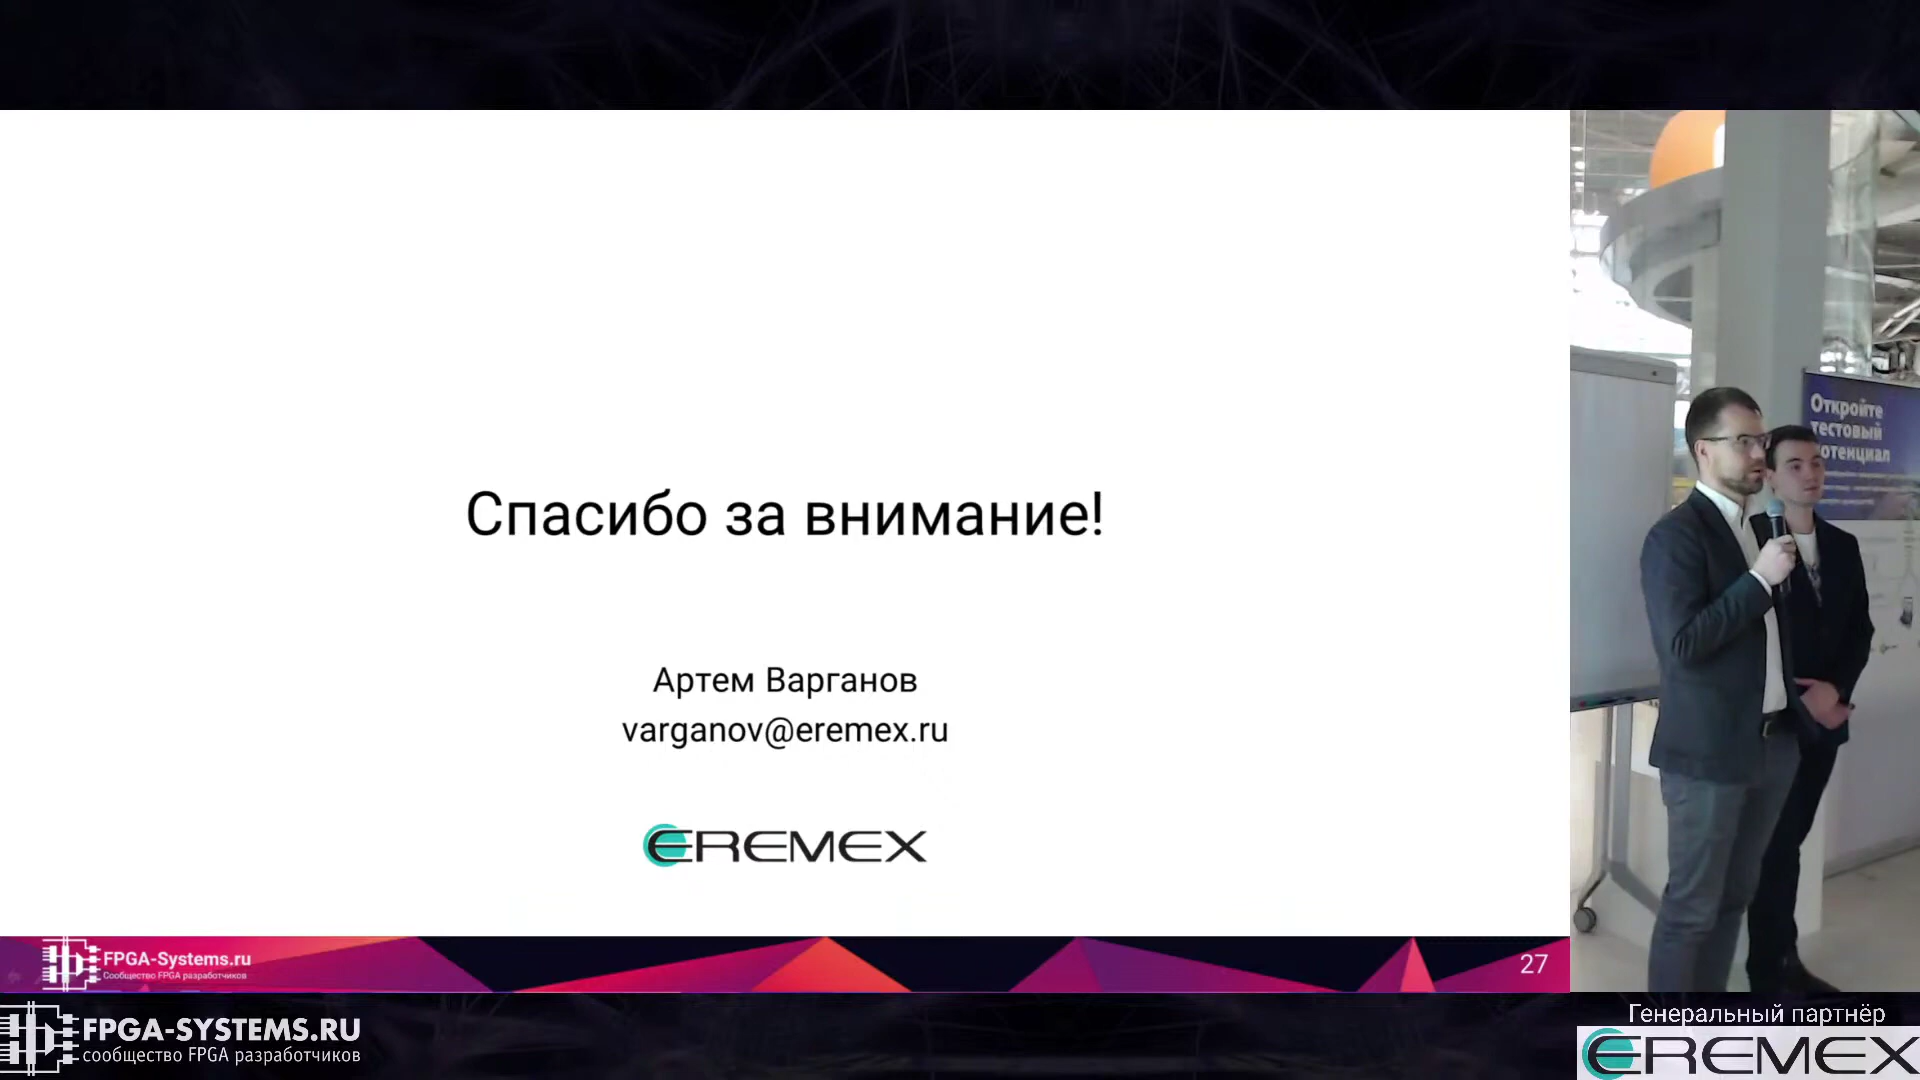 Спасибо за внимание!
Артем Варганов
varganov@eremex.ru
EREMEX
FPGA-Systems.ru
Сообщество FPGA разработчиков
27
Откройте
тестовый
потенциал
FPGA-SYSTEMS.RU
сообщество FPGA разработчиков
Генеральный партнёр
EREMEX